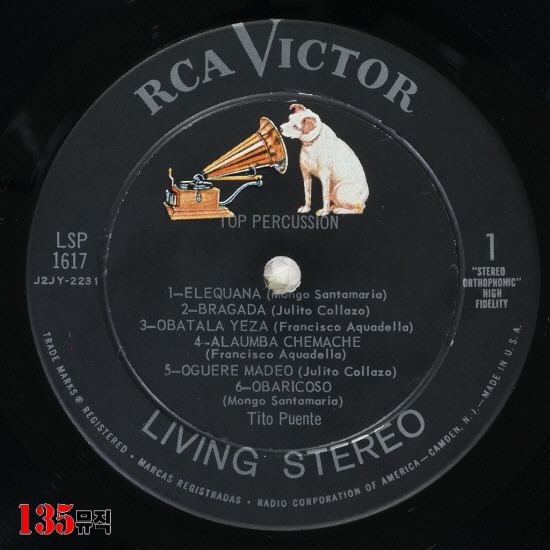 RCA VICTOR
TOP PERCUSSION
LSP
1617
J2JY-2231
1
"STEREO
ORTHOPHONIC"
HIGH
FIDELITY
1—ELEQUANA (Mongo Santamaria)
2—BRAGADA (Julito Collazo)
3—OBATALA YEZA (Francisco Aquadella)
4-ALAUMBA CHEMACHE
(Francisco Aquadella)
5—OGUERE MADEO (Julito Collazo)
6—OBARICOSO
(Mongo Santamaria)
Tito Puente
LIVING STEREO
TRADE MARKS ® REGISTERED • MARCAS REGISTRADAS • RADIO CORPORATION OF AMERICA—CAMDEN, N.J.—MADE IN U.S.A.
135뮤직